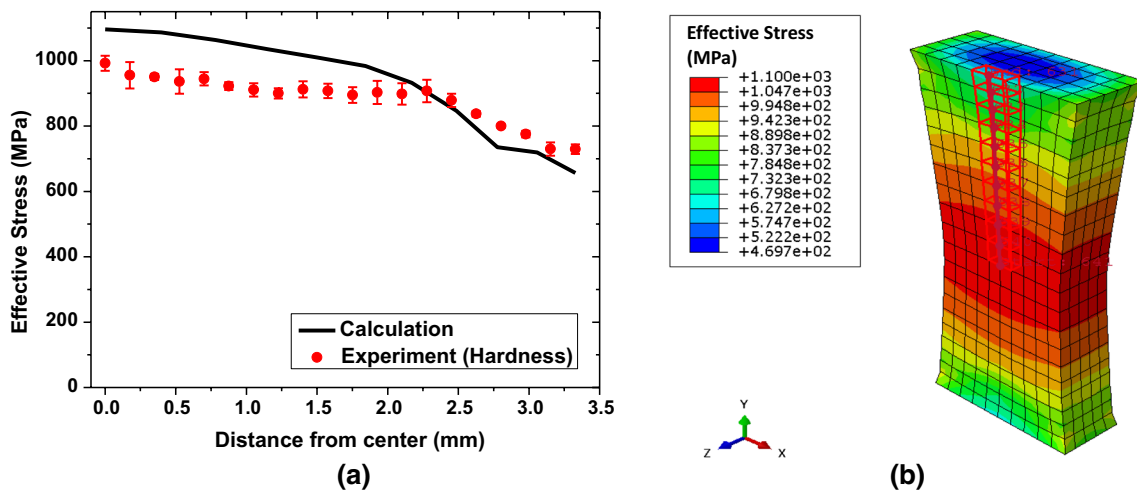 1000
800
600
400
200
0
Effective Stress (MPa)
Calculation
Experiment (Hardness)
0.0 0.5 1.0 1.5 2.0 2.5 3.0 3.5
Distance from center (mm)
(a)
Effective Stress
(MPa)
+1.100e+03
+1.047e+03
+9.948e+02
+9.423e+02
+8.898e+02
+8.373e+02
+7.848e+02
+7.323e+02
+6.798e+02
+6.272e+02
+5.747e+02
+5.222e+02
+4.697e+02
Y
Z X
(b)